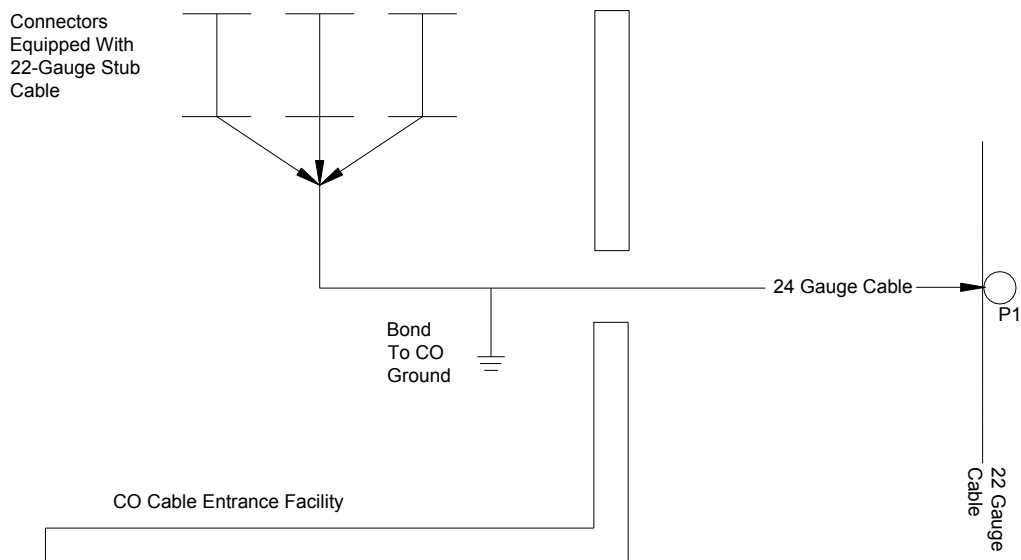 Connectors
Equipped With
22-Gauge Stub
Cable
24 Gauge Cable
P1
Bond
To CO
Ground
22 Gauge
Cable
CO Cable Entrance Facility